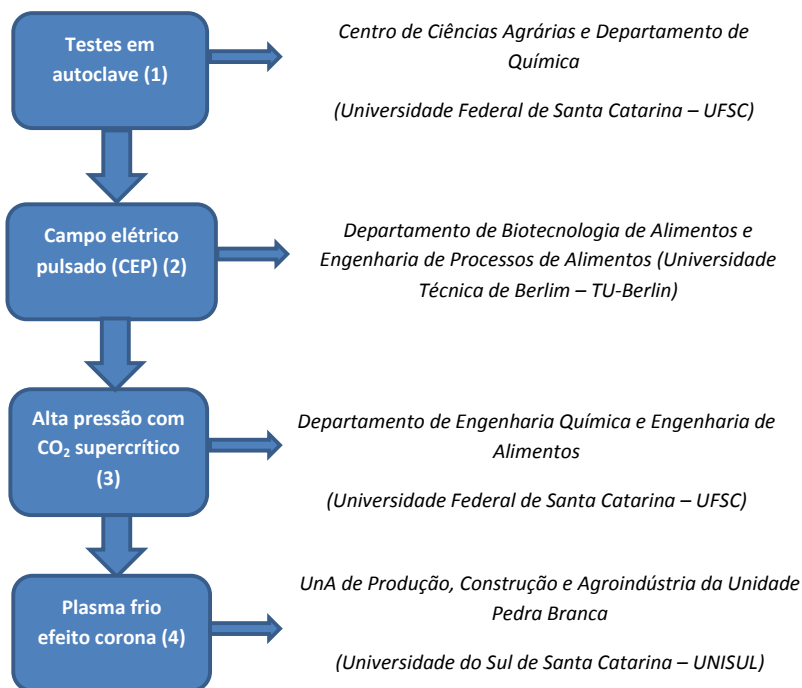 Testes em
autoclave (1)
Centro de Ciências Agrárias e Departamento de
Química
(Universidade Federal de Santa Catarina – UFSC)
Campo elétrico
pulsado (CEP) (2)
Departamento de Biotecnologia de Alimentos e
Engenharia de Processos de Alimentos (Universidade
Técnica de Berlim – TU-Berlin)
Alta pressão com
CO₂ supercrítico
(3)
Departamento de Engenharia Química e Engenharia de
Alimentos
(Universidade Federal de Santa Catarina – UFSC)
Plasma frio
efeito corona (4)
UnA de Produção, Construção e Agroindústria da Unidade
Pedra Branca
(Universidade do Sul de Santa Catarina – UNISUL)